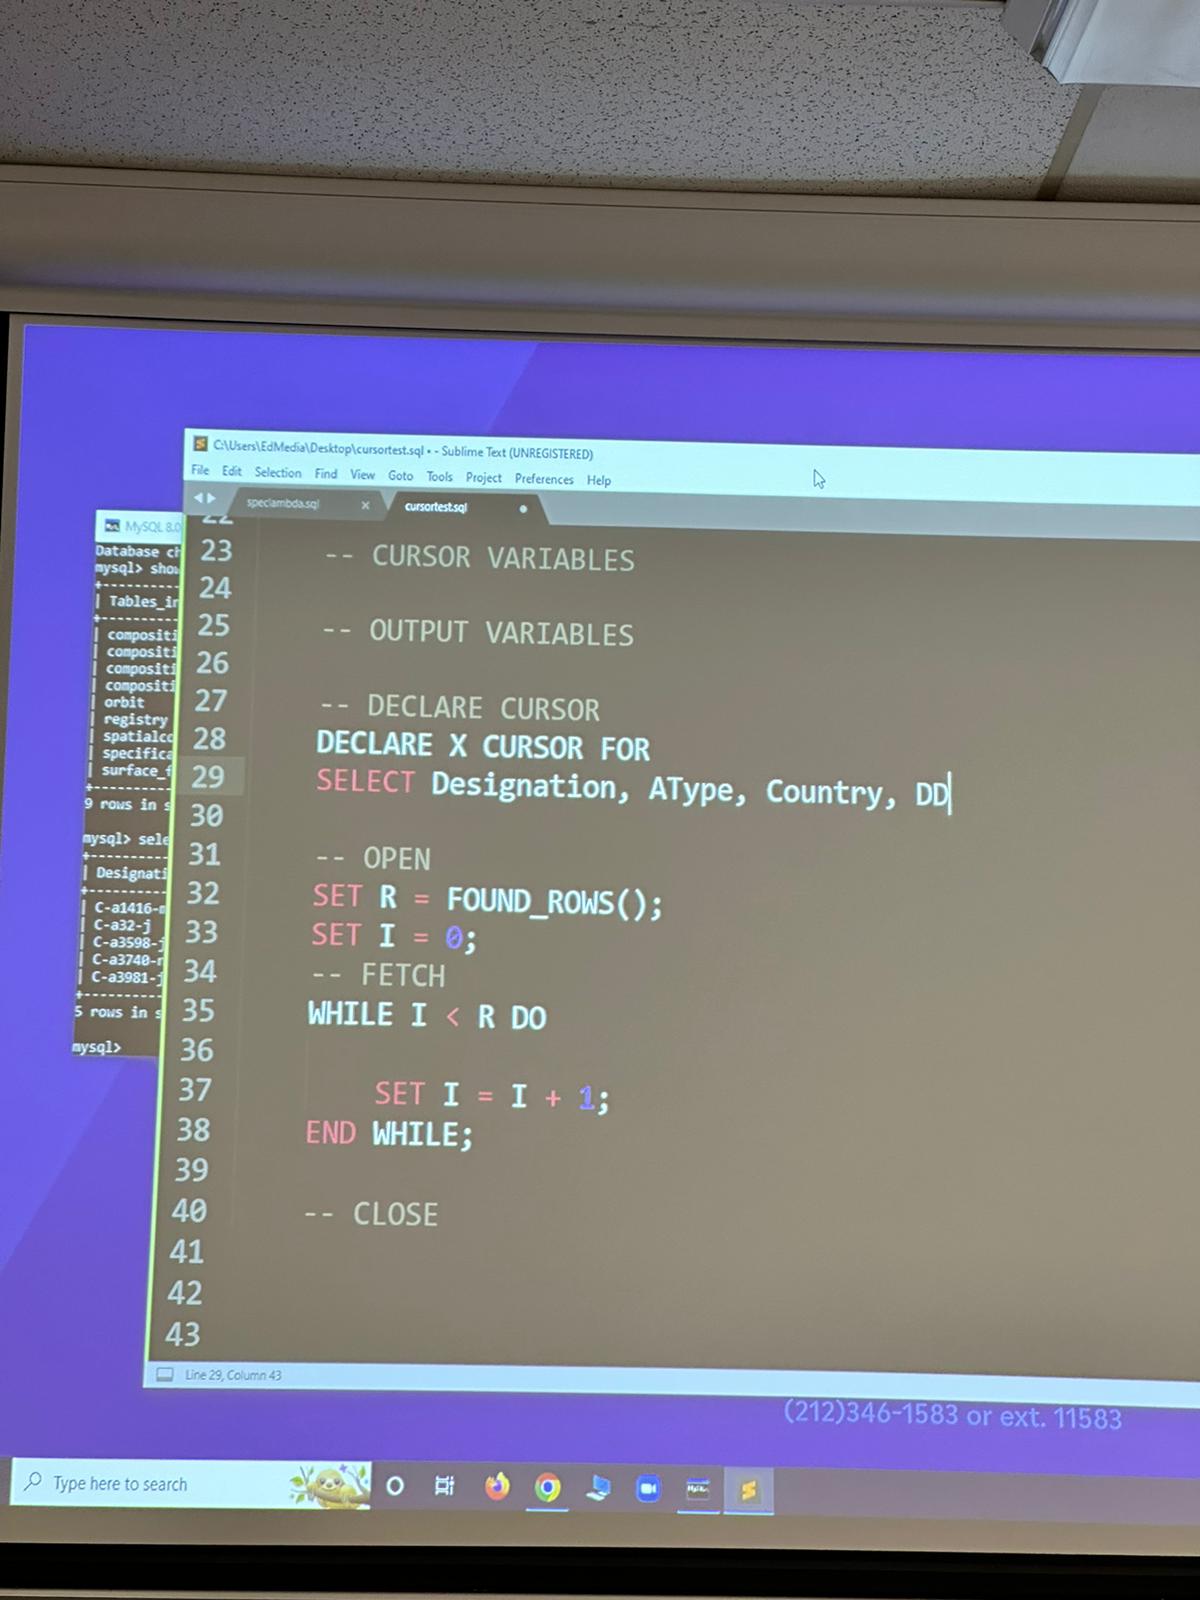 C:\Users\EdMedia\Desktop\cursortest.sql • - Sublime Text (UNREGISTERED)
File Edit Selection Find View Goto Tools Project Preferences Help
speclambda.sql x cursortest.sql
MySQL 8.0
Database ch
mysql> show
Tables_in
compositi
compositi
compositi
compositi
orbit
registry
spatialco
specifica
surface_f
9 rows in s
mysql> sele
Designati
C-a1416-m
C-a32-j
C-a3598-j
C-a3740-r
C-a3981-j
5 rows in s
mysql>
22
23 -- CURSOR VARIABLES
24
25 -- OUTPUT VARIABLES
26
27 -- DECLARE CURSOR
28 DECLARE X CURSOR FOR
29 SELECT Designation, AType, Country, DD
30
31 -- OPEN
32 SET R = FOUND_ROWS();
33 SET I = 0;
34 -- FETCH
35 WHILE I < R DO
36
37 SET I = I + 1;
38 END WHILE;
39
40 -- CLOSE
41
42
43
Line 29, Column 43
(212)346-1583 or ext. 11583
Type here to search